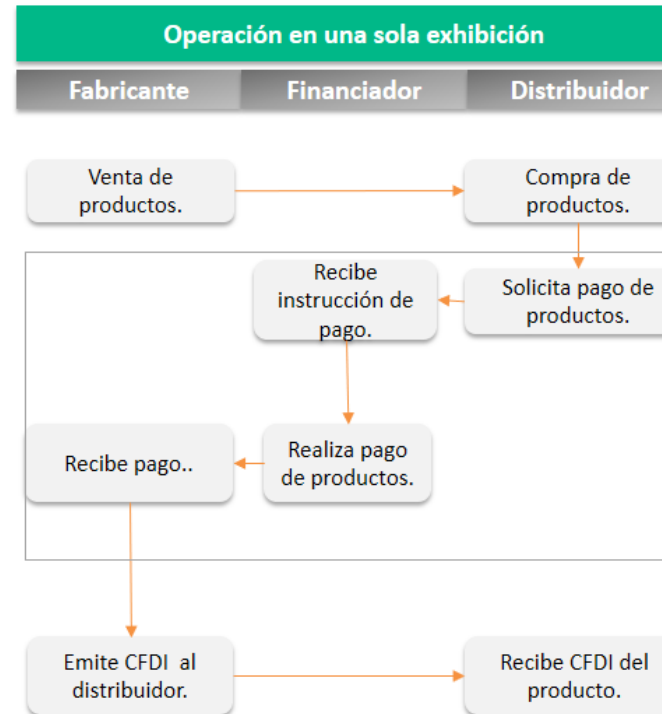 Operación en una sola exhibición
Fabricante
Financiador
Distribuidor
Venta de
productos.
Compra de
productos.
Recibe
instrucción de
pago.
Solicita pago de
productos.
Recibe pago..
Realiza pago
de productos.
Emite CFDI al
distribuidor.
Recibe CFDI del
producto.